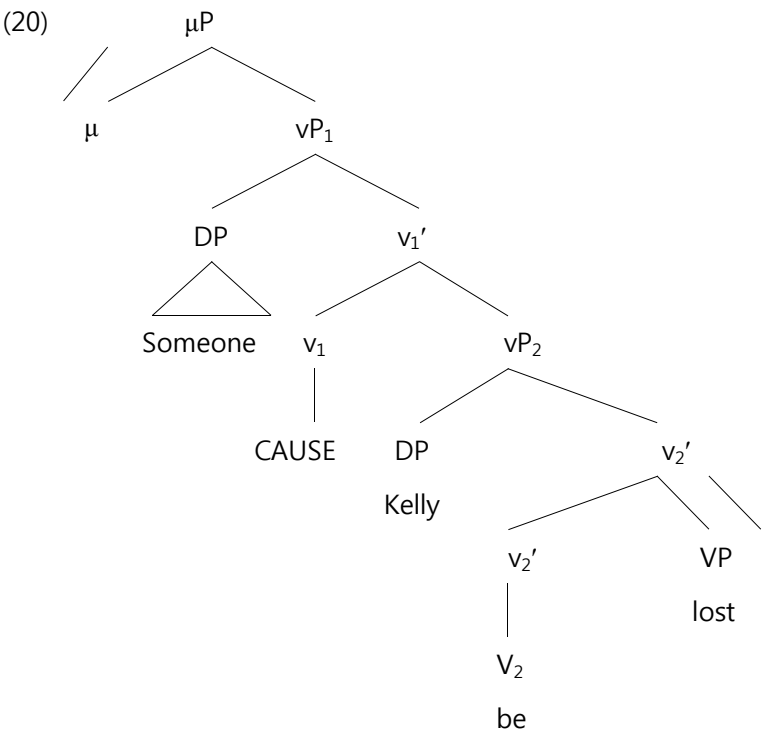 (20) μP
μ vP₁
DP v₁′
Someone v₁ vP₂
CAUSE DP v₂′
Kelly
v₂′ VP
lost
V₂
be